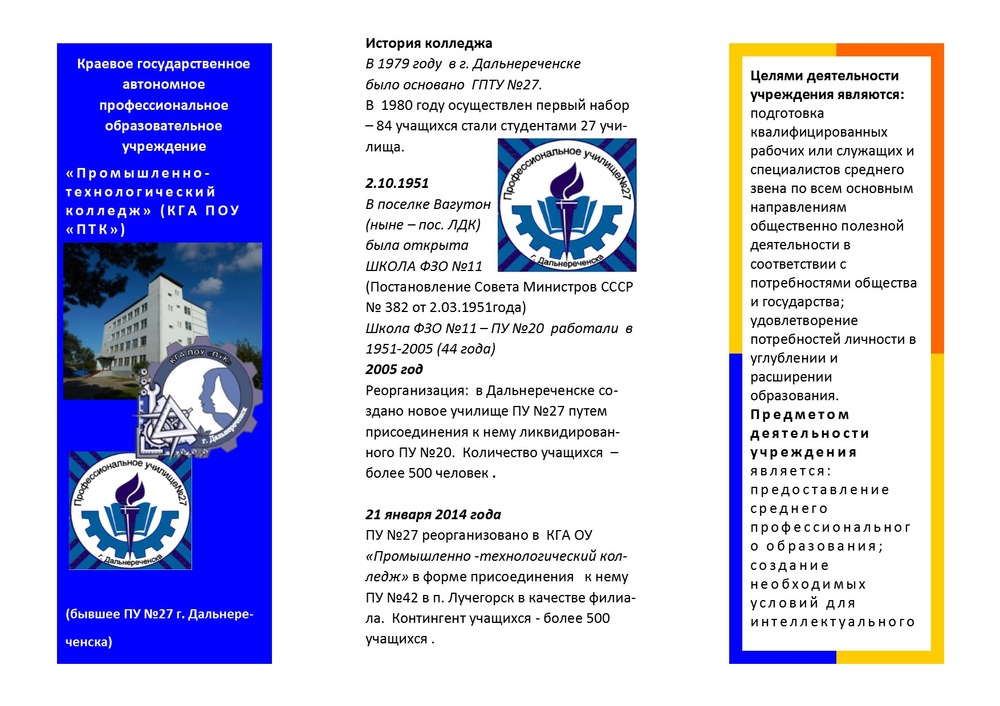 Краевое государственное
автономное
профессиональное
образовательное
учреждение
«Промышленно-
технологический
колледж» (КГА ПОУ
«ПТК»)
КГА ПОУ «ПТК»
г. Дальнереченск
Профессиональное училище№27
г. Дальнереченска
(бывшее ПУ №27 г. Дальнере-
ченска)
История колледжа
В 1979 году  в г. Дальнереченске
было основано  ГПТУ №27.
В  1980 году осуществлен первый набор
– 84 учащихся стали студентами 27 учи-
лища.
Профессиональное училище№27
г. Дальнереченска
2.10.1951
В поселке Вагутон
(ныне – пос. ЛДК)
была открыта
ШКОЛА ФЗО №11
(Постановление Совета Министров СССР
№ 382 от 2.03.1951года)
Школа ФЗО №11 – ПУ №20  работали  в
1951-2005 (44 года)
2005 год
Реорганизация:  в Дальнереченске со-
здано новое училище ПУ №27 путем
присоединения к нему ликвидирован-
ного ПУ №20.  Количество учащихся  –
более 500 человек .
21 января 2014 года
ПУ №27 реорганизовано в  КГА ОУ
«Промышленно -технологический кол-
ледж» в форме присоединения   к нему
ПУ №42 в п. Лучегорск в качестве филиа-
ла.  Контингент учащихся - более 500
учащихся .
Целями деятельности
учреждения являются:
подготовка
квалифицированных
рабочих или служащих и
специалистов среднего
звена по всем основным
направлениям
общественно полезной
деятельности в
соответствии с
потребностями общества
и государства;
удовлетворение
потребностей личности в
углублении и
расширении
образования.
Предметом
деятельности
учреждения
является:
предоставление
среднего
профессиональног
о образования;
создание
необходимых
условий для
интеллектуального